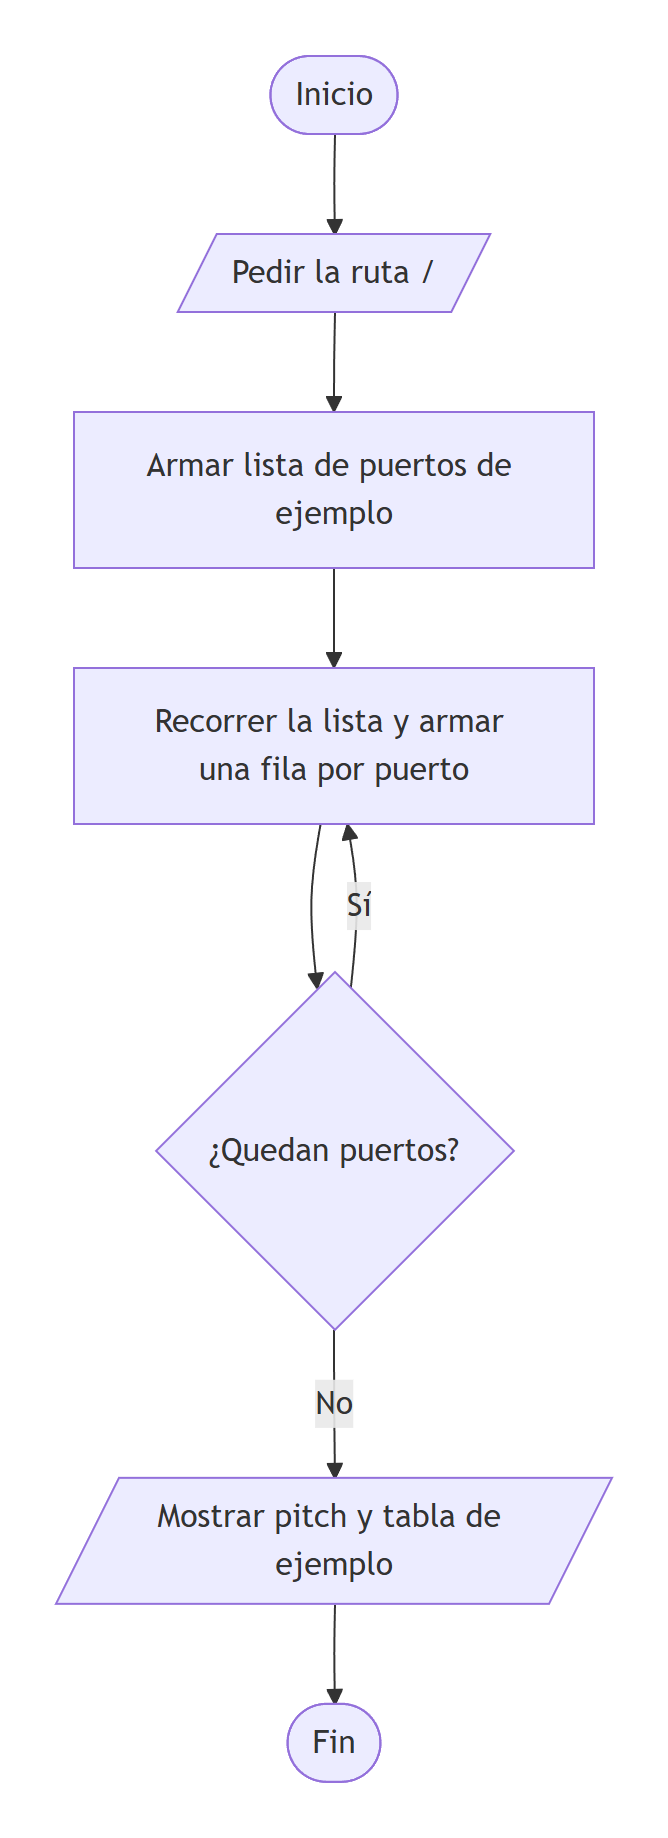 Inicio
Pedir la ruta /
Armar lista de puertos de
ejemplo
Recorrer la lista y armar
una fila por puerto
Sí
¿Quedan puertos?
No
Mostrar pitch y tabla de
ejemplo
Fin